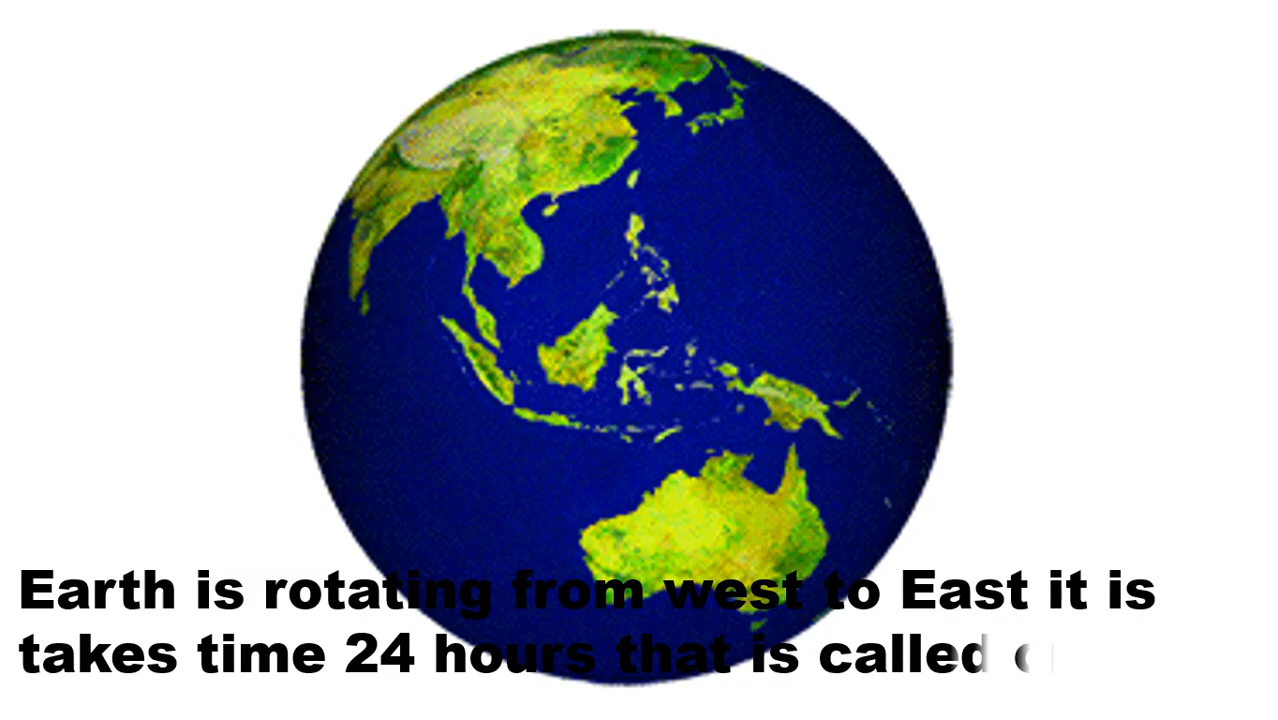 Earth is rotating from west to East it is
takes time 24 hours that is called